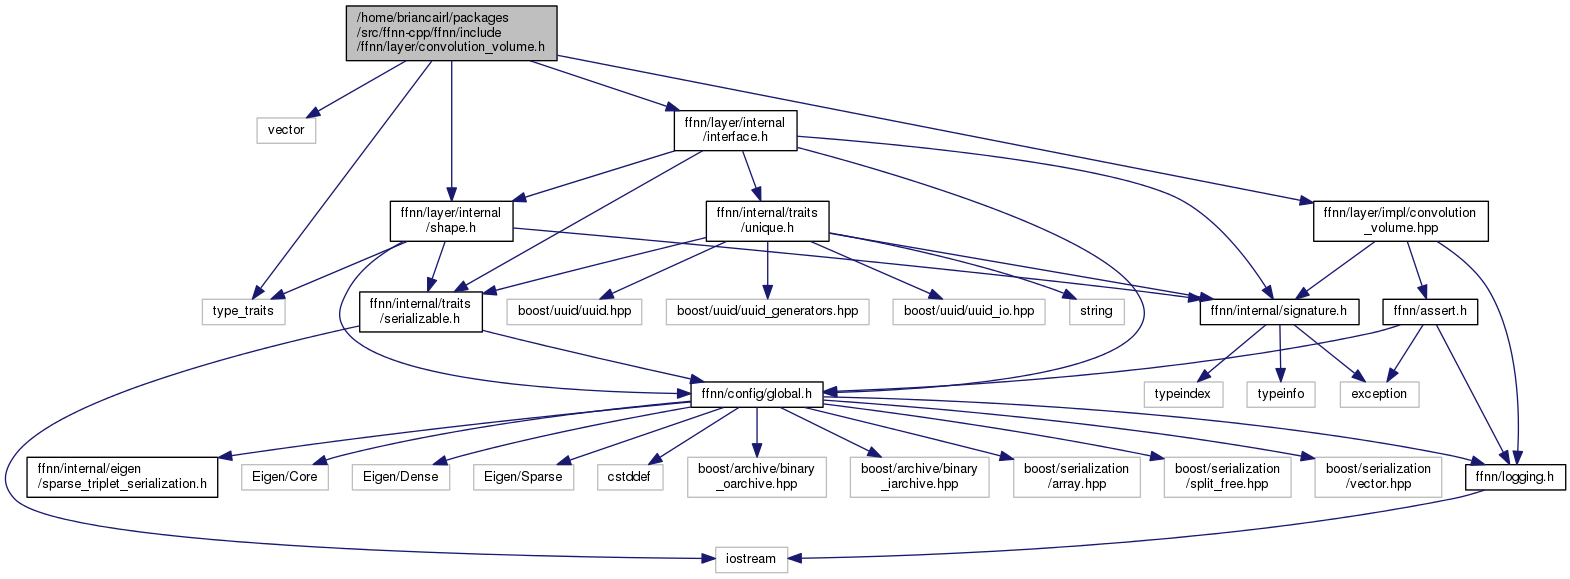 /home/briancairl/packages
/src/ffnn-cpp/ffnn/include
/ffnn/layer/convolution_volume.h
vector
ffnn/layer/internal
/interface.h
ffnn/layer/internal
/shape.h
ffnn/internal/traits
/unique.h
ffnn/layer/impl/convolution
_volume.hpp
type_traits
ffnn/internal/traits
/serializable.h
boost/uuid/uuid.hpp
boost/uuid/uuid_generators.hpp
boost/uuid/uuid_io.hpp
string
ffnn/internal/signature.h
ffnn/assert.h
ffnn/config/global.h
typeindex
typeinfo
exception
ffnn/internal/eigen
/sparse_triplet_serialization.h
Eigen/Core
Eigen/Dense
Eigen/Sparse
cstddef
boost/archive/binary
_oarchive.hpp
boost/archive/binary
_iarchive.hpp
boost/serialization
/array.hpp
boost/serialization
/split_free.hpp
boost/serialization
/vector.hpp
ffnn/logging.h
iostream